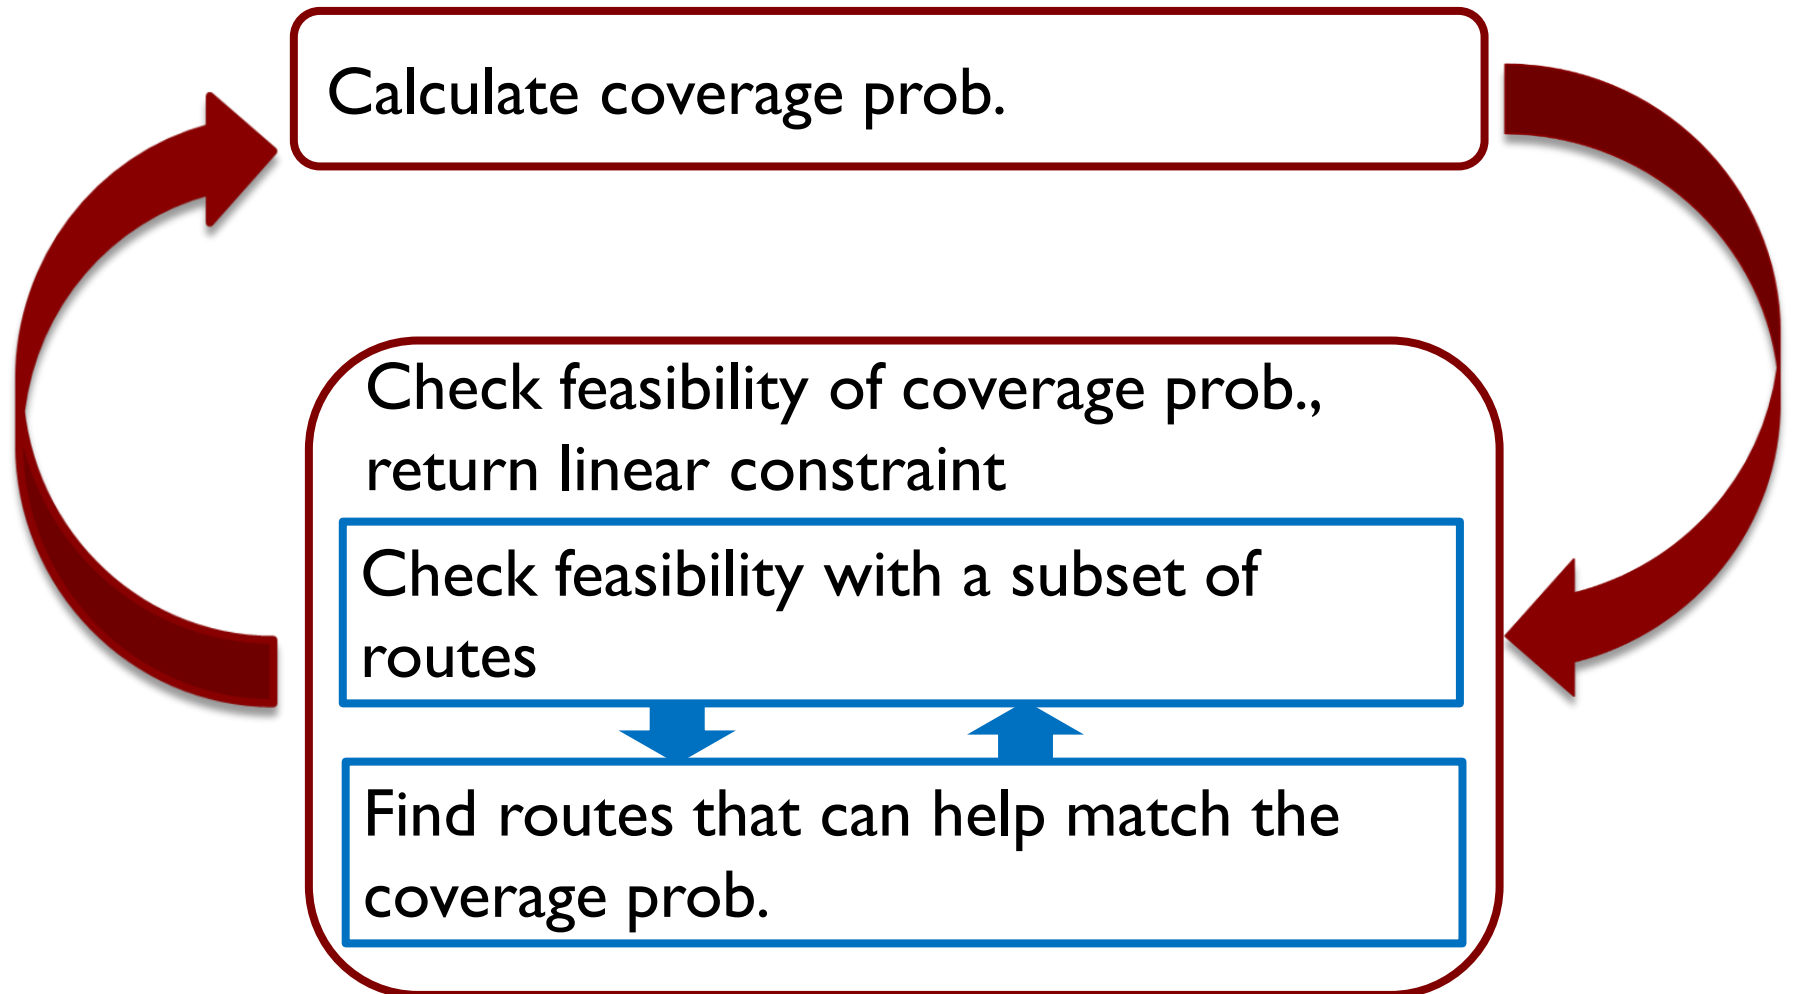 Calculate coverage prob.
Check feasibility of coverage prob.,
return linear constraint
Check feasibility with a subset of
routes
Find routes that can help match the
coverage prob.